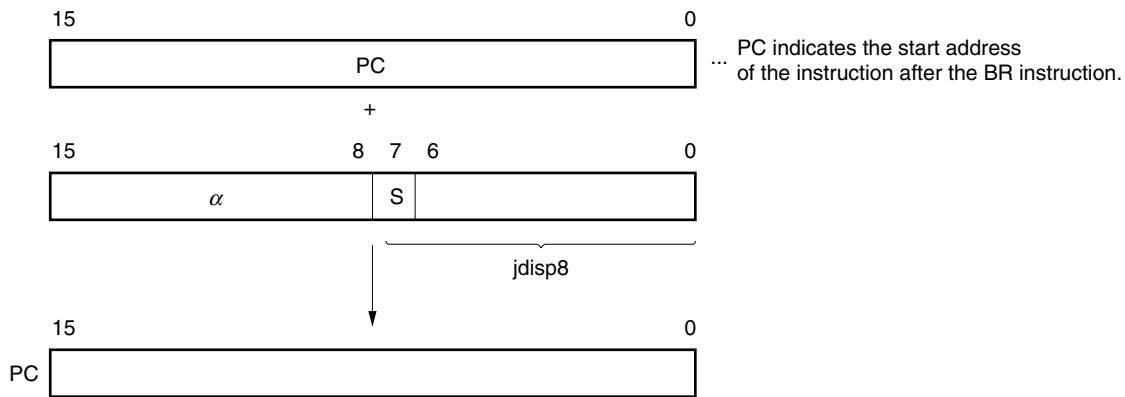 15 0
PC
... PC indicates the start address
of the instruction after the BR instruction.
+
15 8 7 6 0
α S
jdisp8
15 0
PC